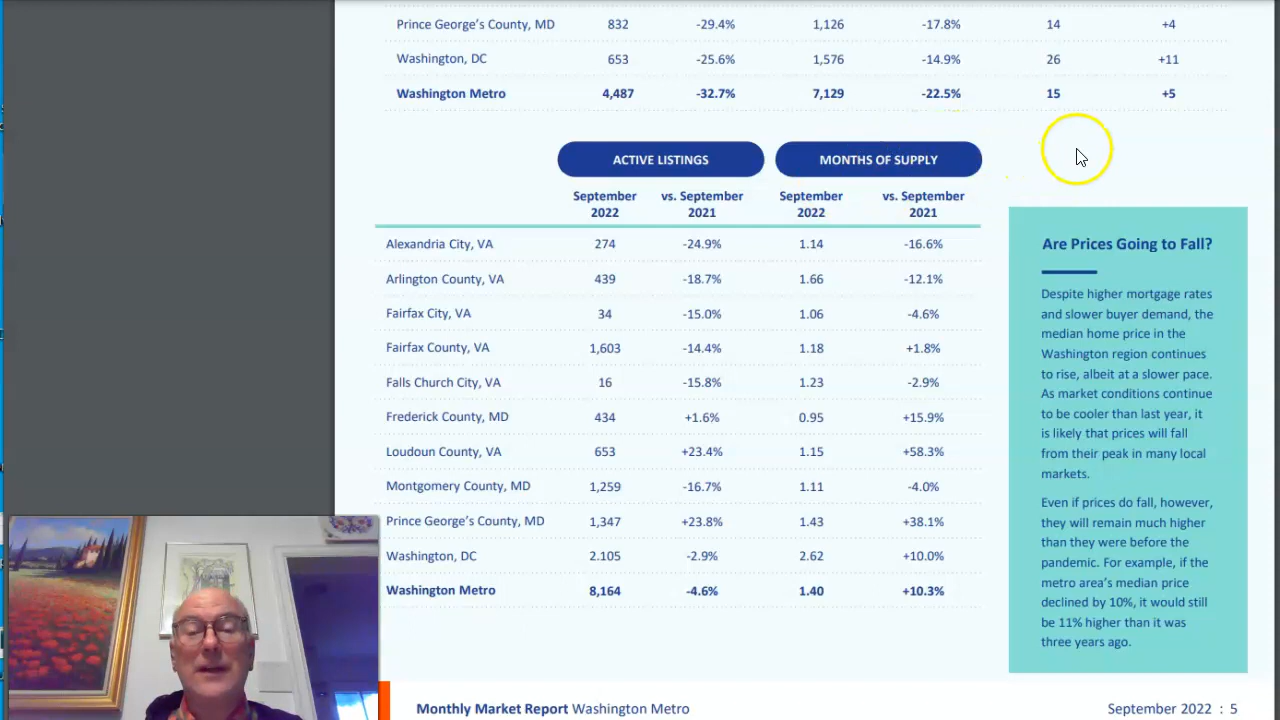 Prince George's County, MD 832 -29.4% 1,126 -17.8% 14 +4
Washington, DC 653 -25.6% 1,576 -14.9% 26 +11
Washington Metro 4,487 -32.7% 7,129 -22.5% 15 +5
ACTIVE LISTINGS MONTHS OF SUPPLY
September vs. September September vs. September
2022 2021 2022 2021
Alexandria City, VA 274 -24.9% 1.14 -16.6%
Arlington County, VA 439 -18.7% 1.66 -12.1%
Fairfax City, VA 34 -15.0% 1.06 -4.6%
Fairfax County, VA 1,603 -14.4% 1.18 +1.8%
Falls Church City, VA 16 -15.8% 1.23 -2.9%
Frederick County, MD 434 +1.6% 0.95 +15.9%
Loudoun County, VA 653 +23.4% 1.15 +58.3%
Montgomery County, MD 1,259 -16.7% 1.11 -4.0%
Prince George's County, MD 1,347 +23.8% 1.43 +38.1%
Washington, DC 2.105 -2.9% 2.62 +10.0%
Washington Metro 8,164 -4.6% 1.40 +10.3%
Are Prices Going to Fall?
Despite higher mortgage rates
and slower buyer demand, the
median home price in the
Washington region continues
to rise, albeit at a slower pace.
As market conditions continue
to be cooler than last year, it
is likely that prices will fall
from their peak in many local
markets.
Even if prices do fall, however,
they will remain much higher
than they were before the
pandemic. For example, if the
metro area's median price
declined by 10%, it would still
be 11% higher than it was
three years ago.
Monthly Market Report Washington Metro September 2022 : 5